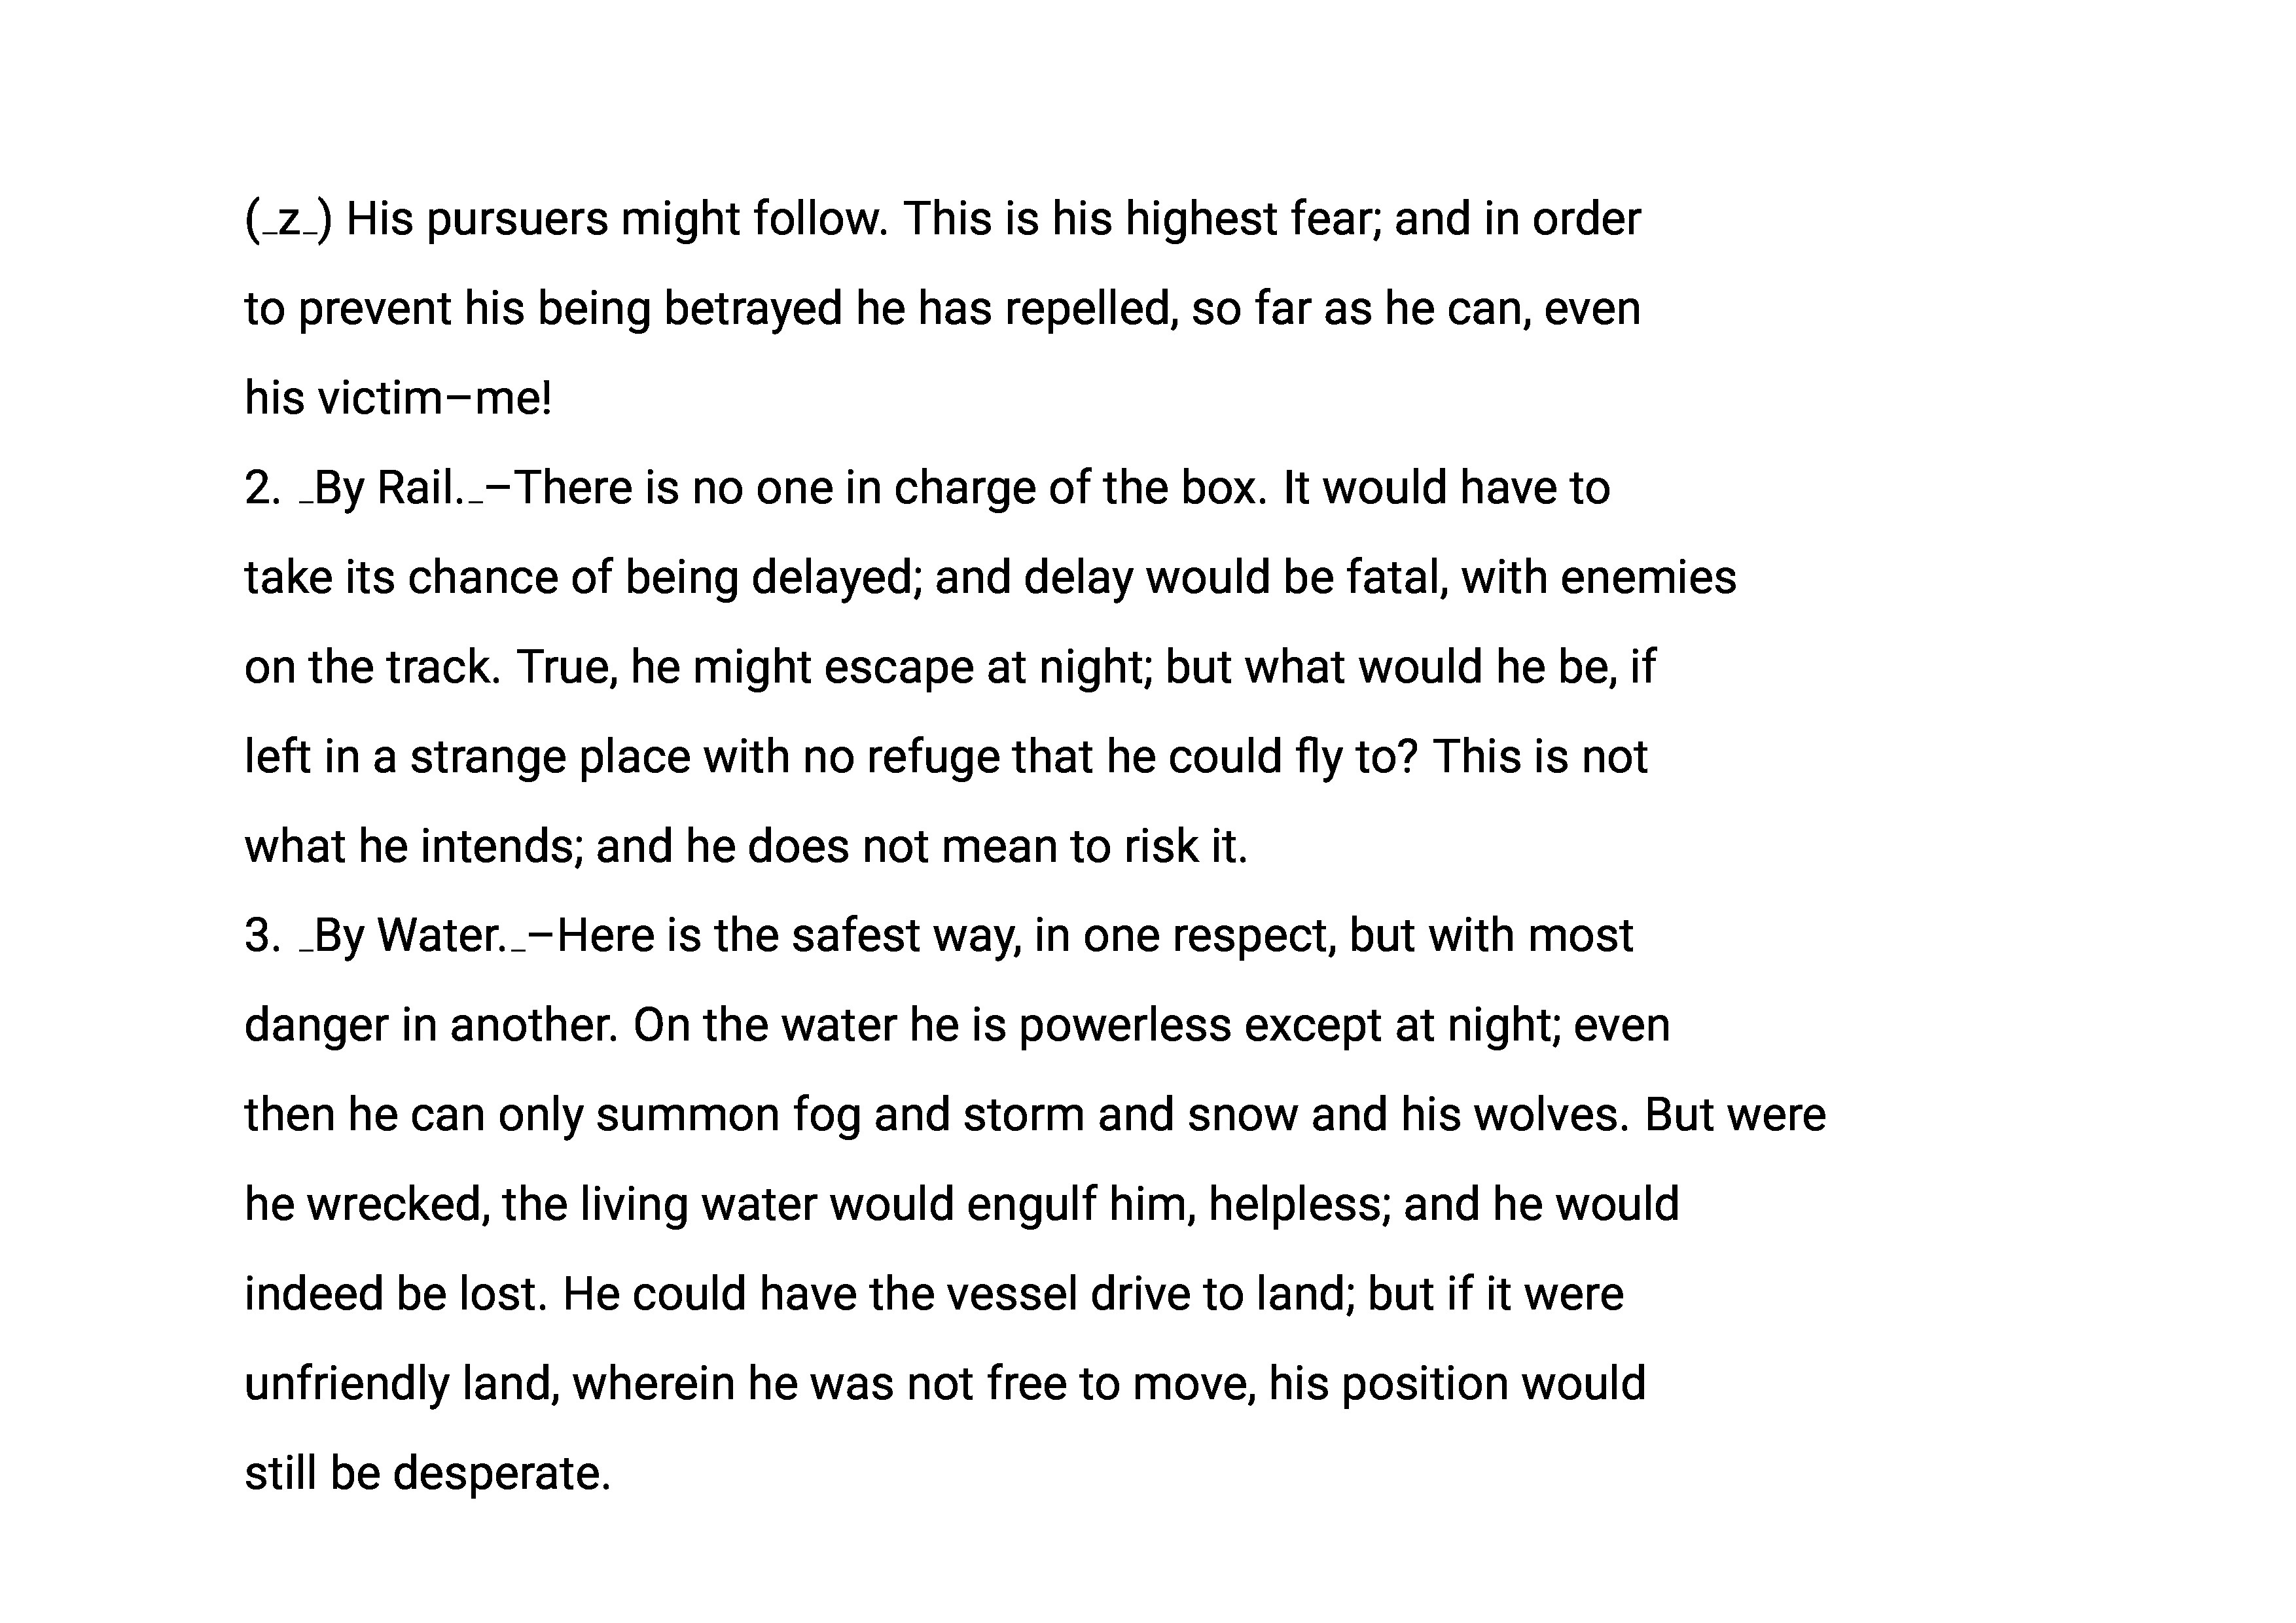 (_z_) His pursuers might follow. This is his highest fear; and in order
to prevent his being betrayed he has repelled, so far as he can, even
his victim–me!
2. _By Rail._–There is no one in charge of the box. It would have to
take its chance of being delayed; and delay would be fatal, with enemies
on the track. True, he might escape at night; but what would he be, if
left in a strange place with no refuge that he could fly to? This is not
what he intends; and he does not mean to risk it.
3. _By Water._–Here is the safest way, in one respect, but with most
danger in another. On the water he is powerless except at night; even
then he can only summon fog and storm and snow and his wolves. But were
he wrecked, the living water would engulf him, helpless; and he would
indeed be lost. He could have the vessel drive to land; but if it were
unfriendly land, wherein he was not free to move, his position would
still be desperate.